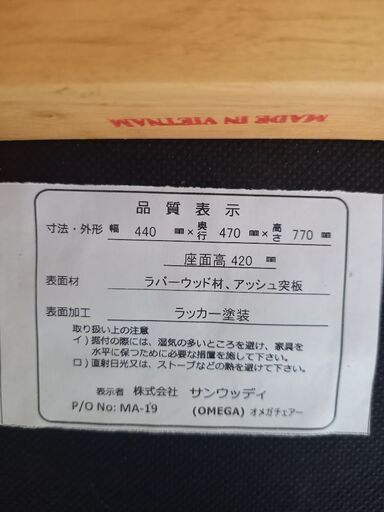 MADE IN VIETNAM
品質表示
寸法・外形 幅 440 ㎜×奥行 470 ㎜×高さ 770 ㎜
座面高 420 ㎜
表面材 ラバーウッド材、アッシュ突板
表面加工 ラッカー塗装
取り扱い上の注意
イ) 据付の際には、湿気の多いところを避け、家具を
水平に保つために必要な措置を施して下さい。
ロ) 直射日光又は、ストーブなどの熱を避けて下さい。
表示者 株式会社 サンウッディ
P/O No: MA-19 (OMEGA) オメガチェアー